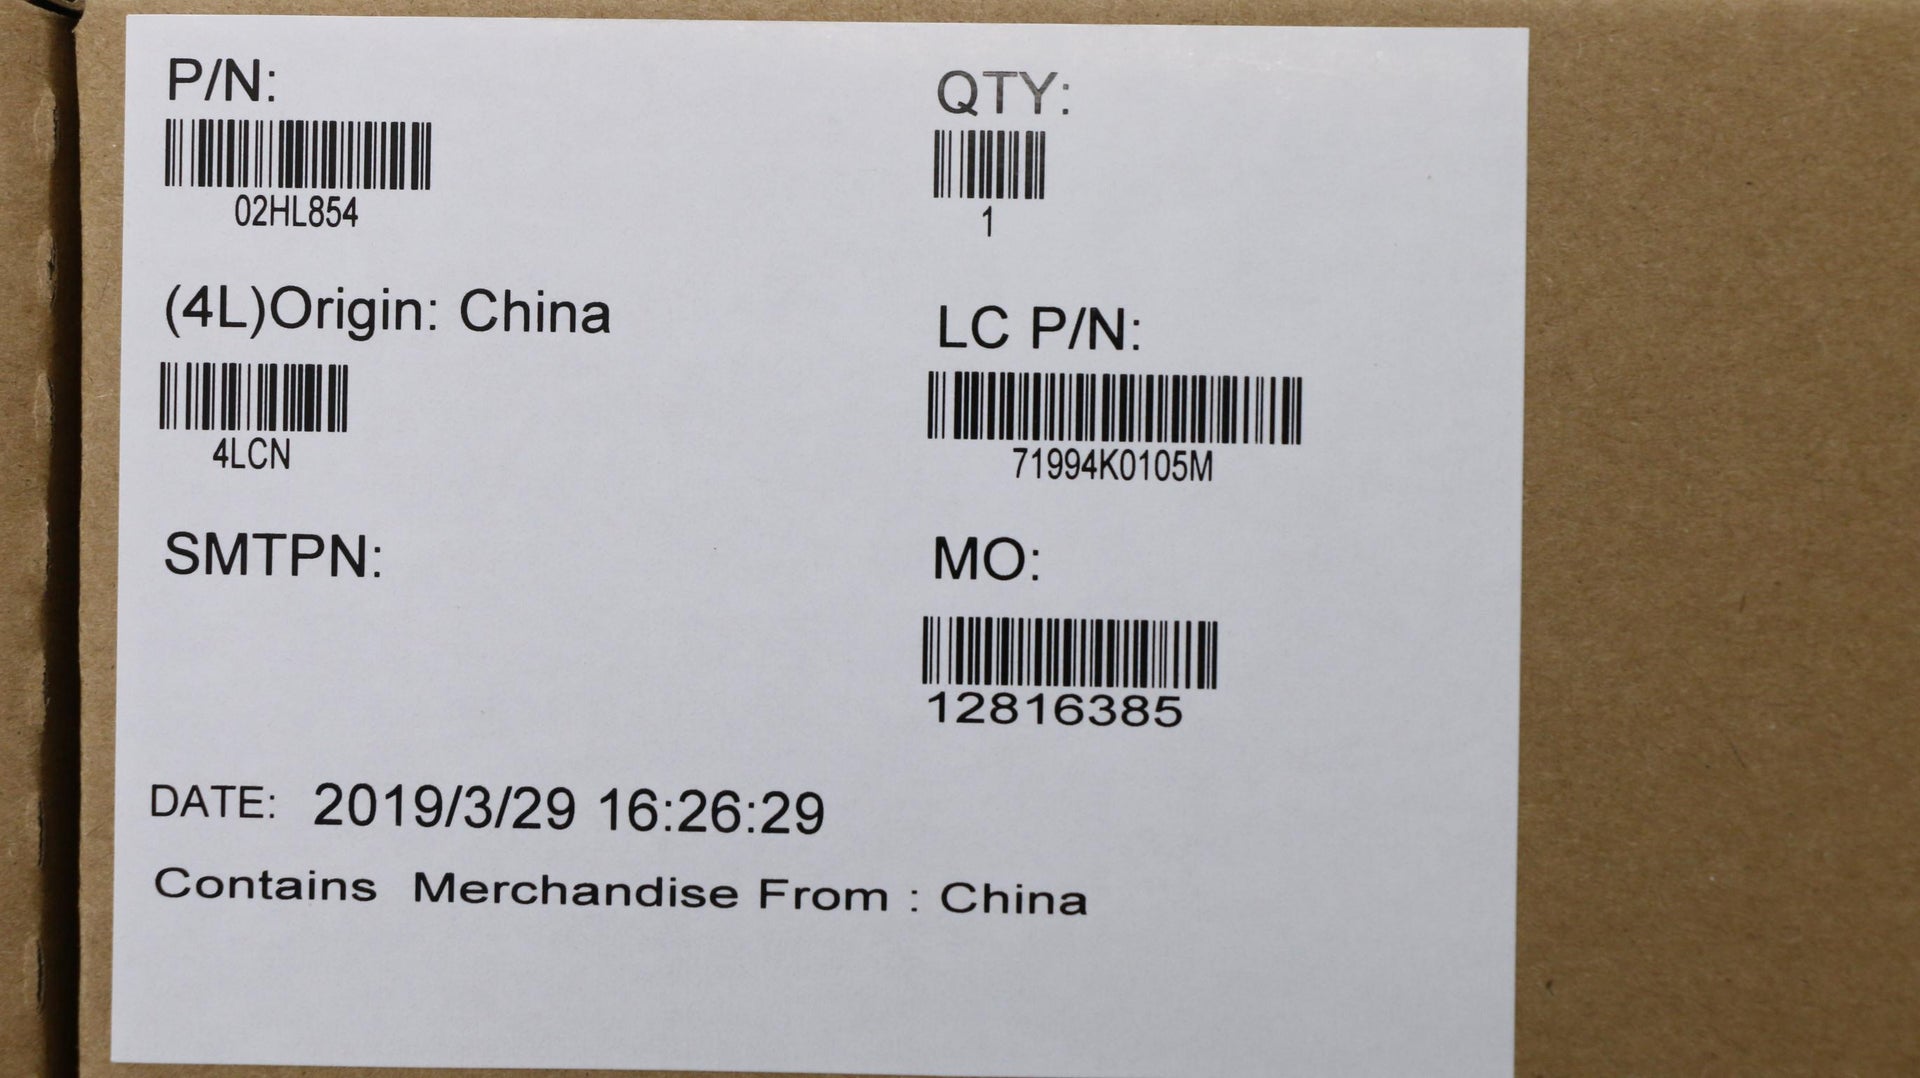 P/N:
02HL854
QTY:
1
(4L)Origin: China
4LCN
LC P/N:
71994K0105M
SMTPN:
MO:
12816385
DATE: 2019/3/29 16:26:29
Contains Merchandise From : China